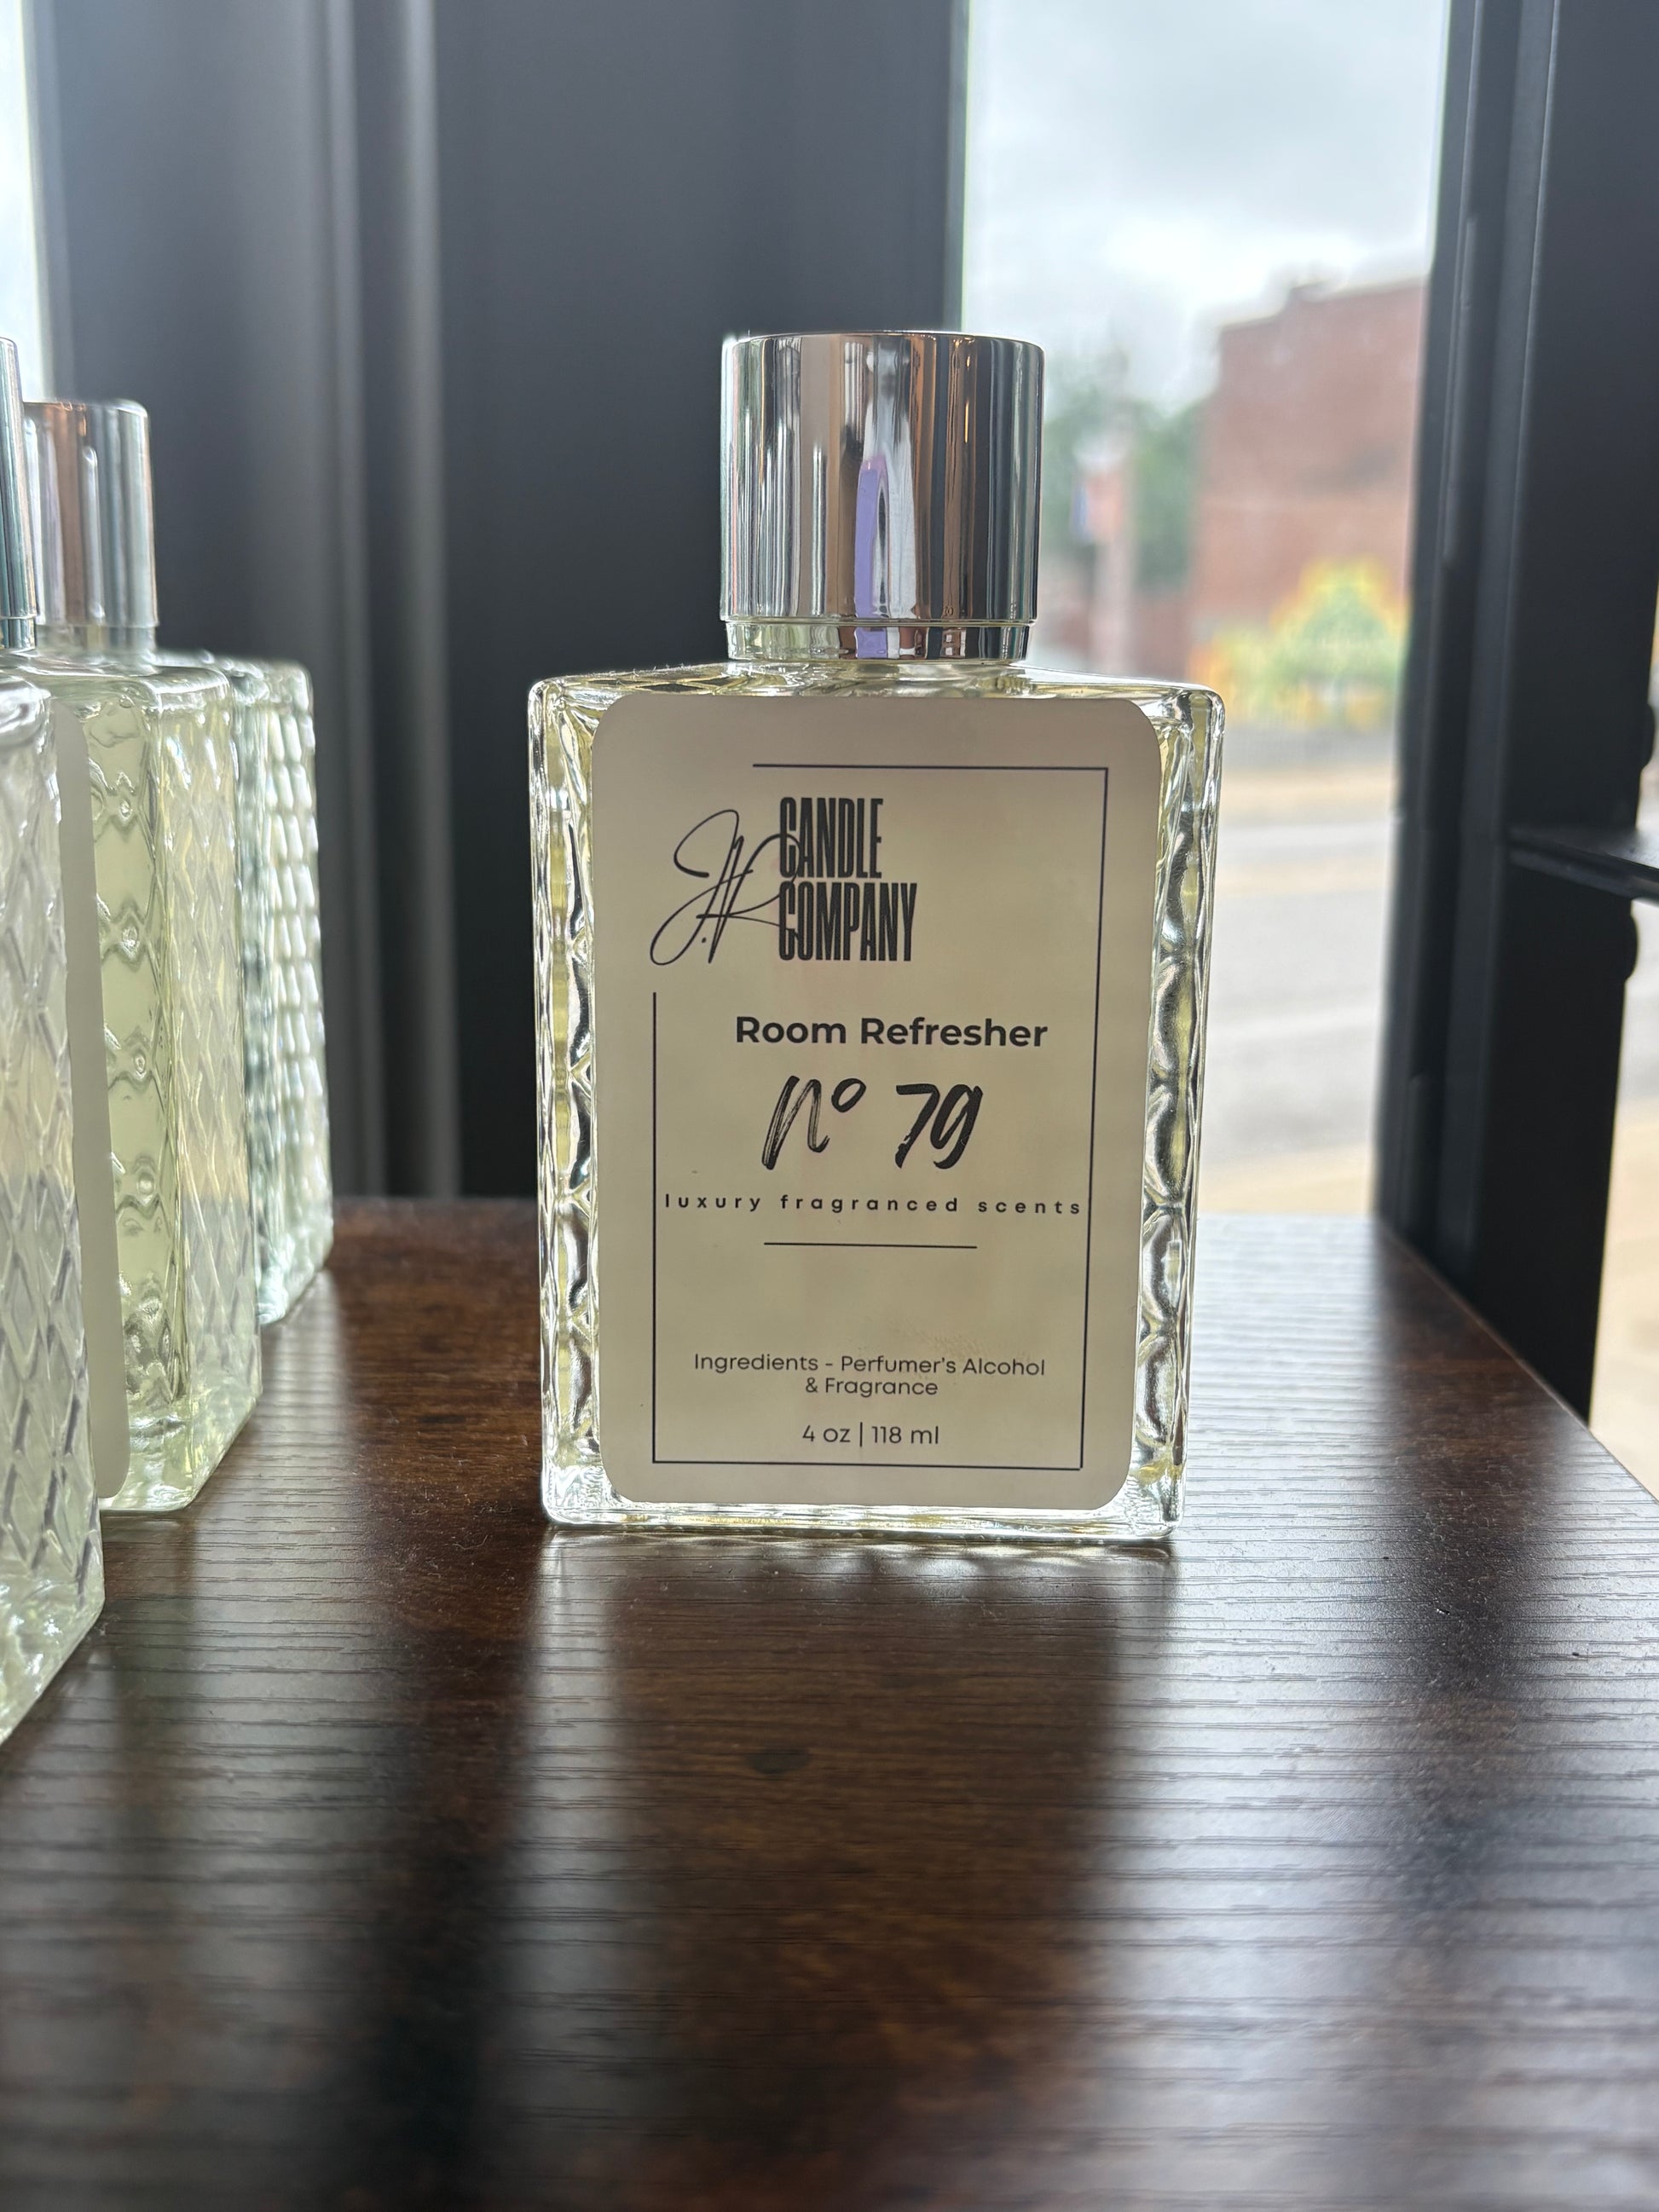 J.R
CANDLE
COMPANY
Room Refresher
Nº 79
luxury fragranced scents
Ingredients - Perfumer's Alcohol
& Fragrance
4 oz | 118 ml